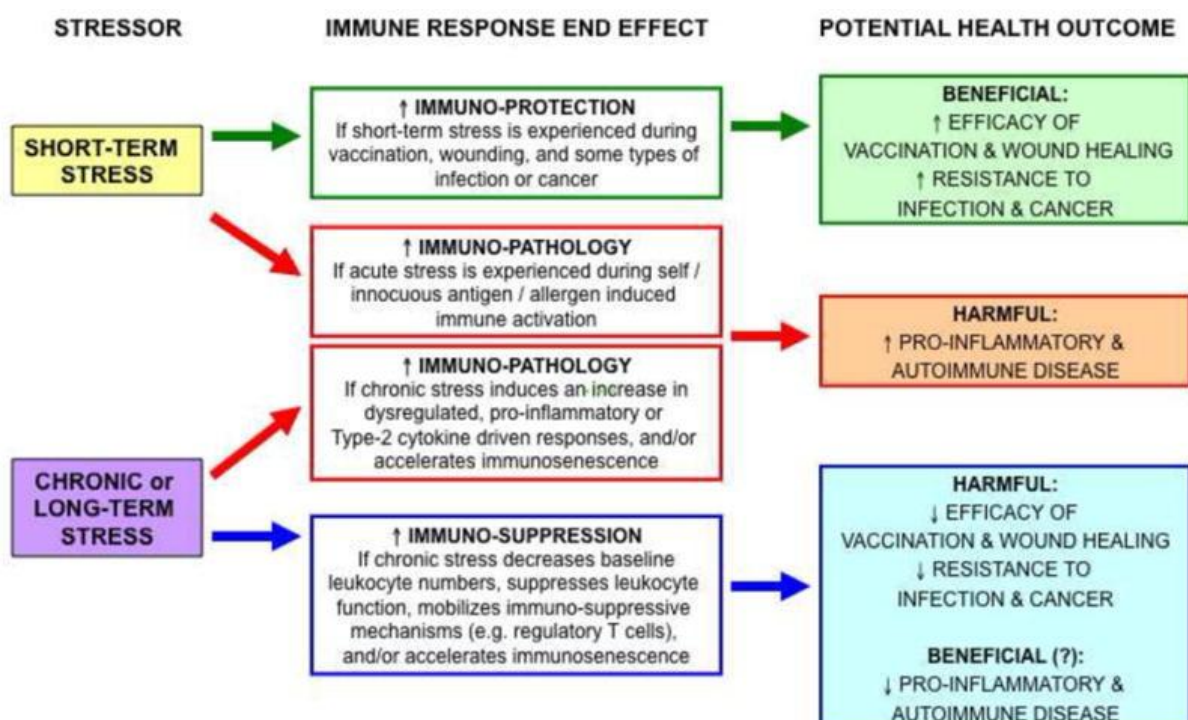 STRESSOR
IMMUNE RESPONSE END EFFECT
POTENTIAL HEALTH OUTCOME
SHORT-TERM
STRESS
↑ IMMUNO-PROTECTION
If short-term stress is experienced during
vaccination, wounding, and some types of
infection or cancer
BENEFICIAL:
↑ EFFICACY OF
VACCINATION & WOUND HEALING
↑ RESISTANCE TO
INFECTION & CANCER
↑ IMMUNO-PATHOLOGY
If acute stress is experienced during self /
innocuous antigen / allergen induced
immune activation
HARMFUL:
↑ PRO-INFLAMMATORY &
AUTOIMMUNE DISEASE
CHRONIC or
LONG-TERM
STRESS
↑ IMMUNO-PATHOLOGY
If chronic stress induces an increase in
dysregulated, pro-inflammatory or
Type-2 cytokine driven responses, and/or
accelerates immunosenescence
↑ IMMUNO-SUPPRESSION
If chronic stress decreases baseline
leukocyte numbers, suppresses leukocyte
function, mobilizes immuno-suppressive
mechanisms (e.g. regulatory T cells),
and/or accelerates immunosenescence
HARMFUL:
↓ EFFICACY OF
VACCINATION & WOUND HEALING
↓ RESISTANCE TO
INFECTION & CANCER
BENEFICIAL (?):
↓ PRO-INFLAMMATORY &
AUTOIMMUNE DISEASE